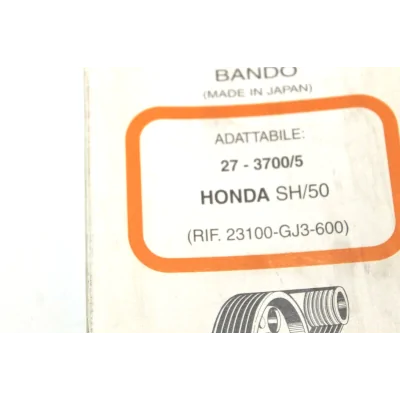 BANDO
(MADE IN JAPAN)
ADATTABILE:
27 - 3700/5
HONDA SH/50
(RIF. 23100-GJ3-600)